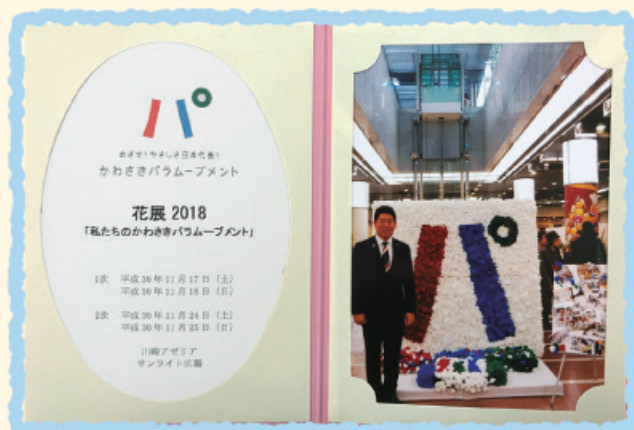 パ
めざせ!やさしさ日本代表!
かわさきパラムーブメント
花展 2018
「私たちのかわさきパラムーブメント」
1次 平成30年11月17日(土)
平成30年11月18日(日)
2次 平成30年11月24日(土)
平成30年11月25日(日)
川崎アゼリア
サンライト広場
パ